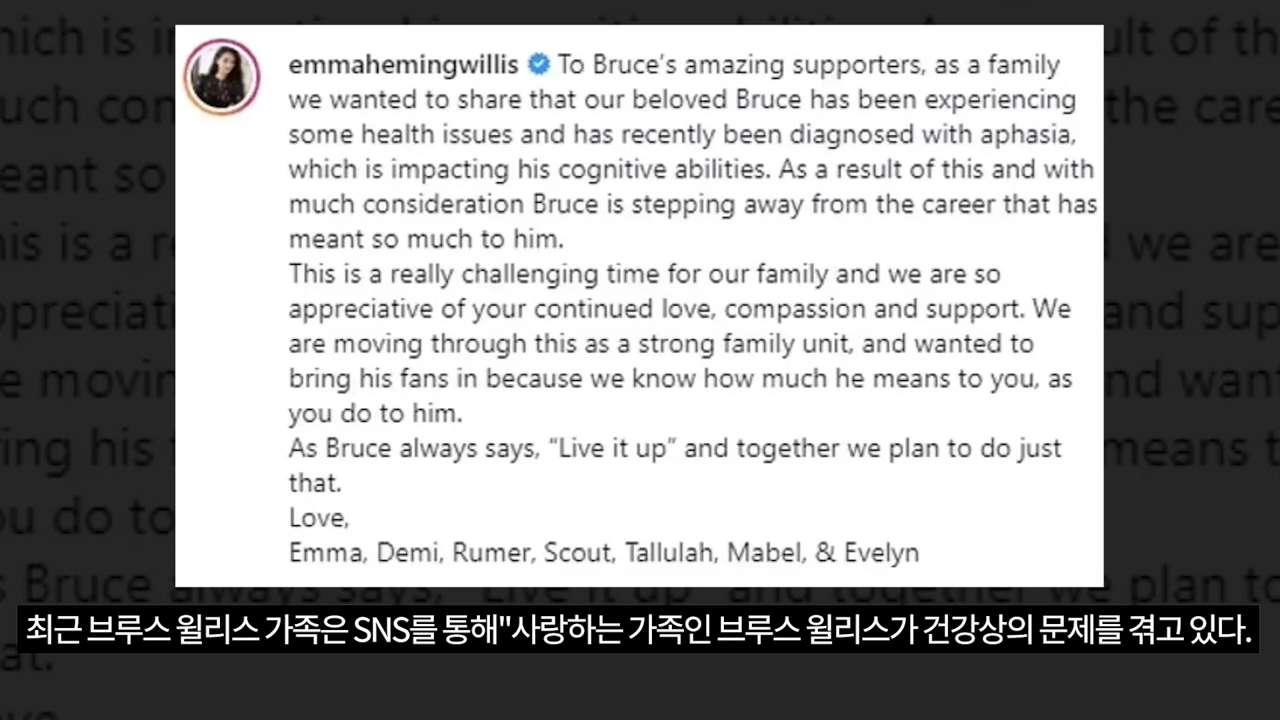 emmahemingwillis To Bruce's amazing supporters, as a family
we wanted to share that our beloved Bruce has been experiencing
some health issues and has recently been diagnosed with aphasia,
which is impacting his cognitive abilities. As a result of this and with
much consideration Bruce is stepping away from the career that has
meant so much to him.
This is a really challenging time for our family and we are so
appreciative of your continued love, compassion and support. We
are moving through this as a strong family unit, and wanted to
bring his fans in because we know how much he means to you, as
you do to him.
As Bruce always says, “Live it up” and together we plan to do just
that.
Love,
Emma, Demi, Rumer, Scout, Tallulah, Mabel, & Evelyn
최근 브루스 윌리스 가족은 SNS를 통해"사랑하는 가족인 브루스 윌리스가 건강상의 문제를 겪고 있다.